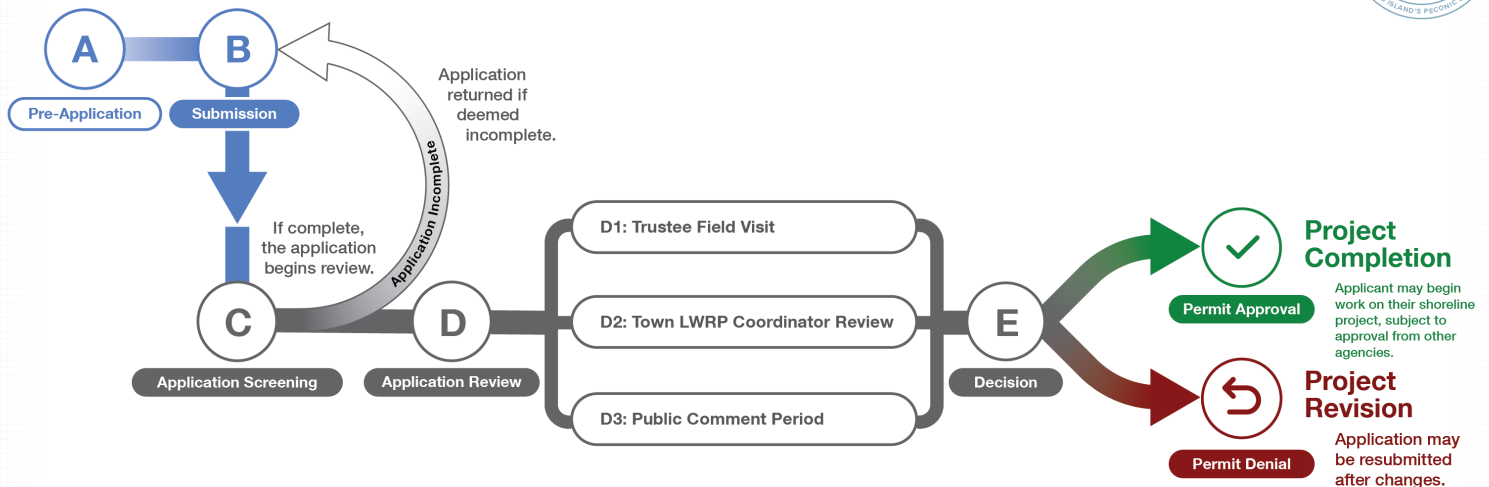 ISLAND'S PECONIC
A
B
Pre-Application
Submission
Application
returned if
deemed
incomplete.
Application Incomplete
If complete,
the application
begins review.
C
D
Application Screening
Application Review
D1: Trustee Field Visit
D2: Town LWRP Coordinator Review
D3: Public Comment Period
E
Decision
Permit Approval
Project
Completion
Applicant may begin
work on their shoreline
project, subject to
approval from other
agencies.
Permit Denial
Project
Revision
Application may
be resubmitted
after changes.